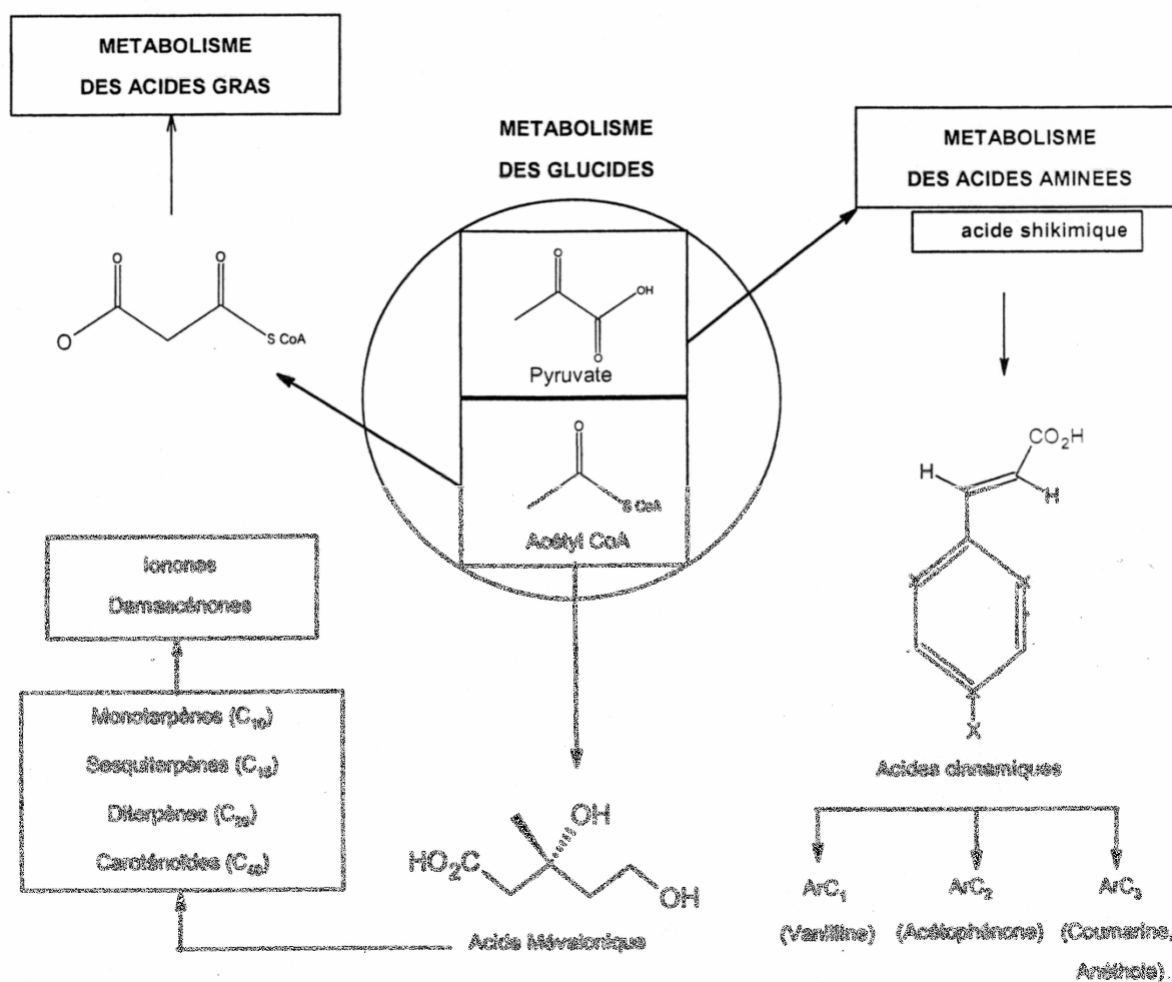 METABOLISME
DES ACIDES GRAS
METABOLISME
DES GLUCIDES
METABOLISME
DES ACIDES AMINEES
acide shikimique
O
O
O
S CoA
O
OH
O
Pyruvate
O
S CoA
Acétyl CoA
CO₂H
H
H
X
X
X
Acides cinnamiques
Ionones
Damascénones
Monoterpènes (C₁₀)
Sesquiterpènes (C₁₅)
Diterpènes (C₂₀)
Caroténoïdes (C₄₀)
OH
HO₂C
OH
Acide Mévalonique
ArC₁
(Vanilline)
ArC₂
(Acétophénone)
ArC₃
(Coumarine,
Anéthole)